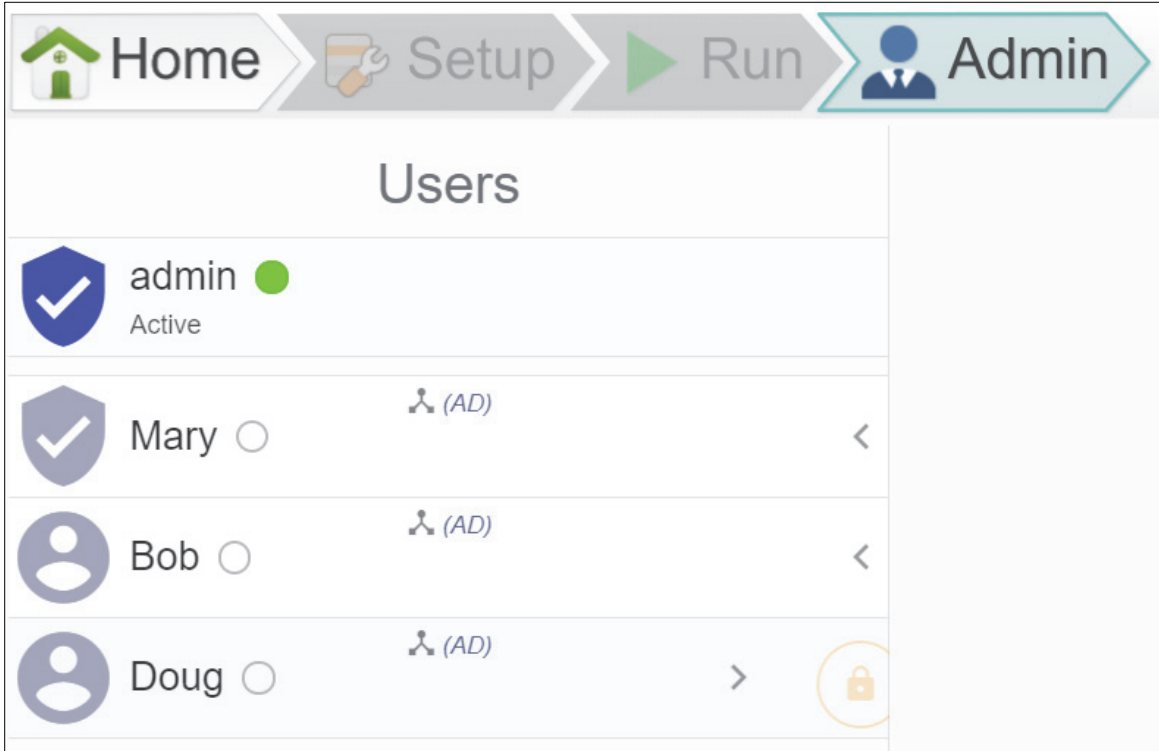 Home Setup Run Admin
Users
admin
Active
(AD)
Mary
(AD)
Bob
(AD)
Doug